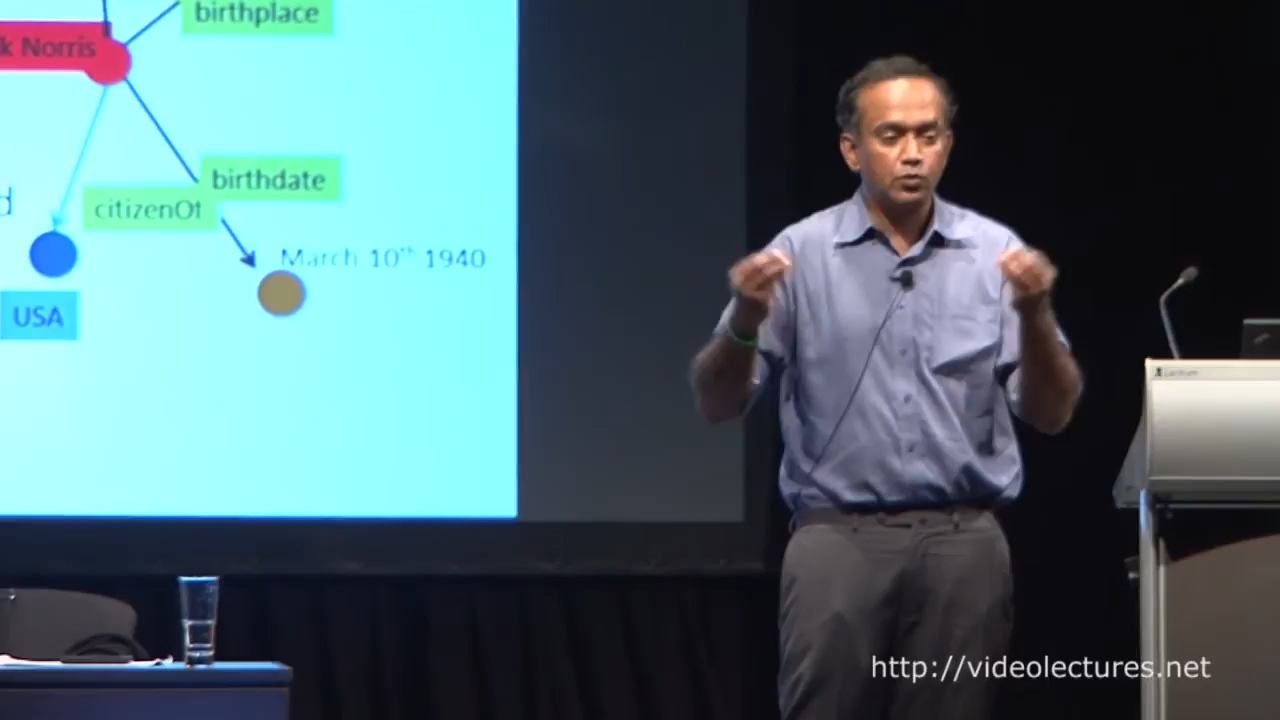 birthplace
k Norris
birthdate
d
citizenOf
March 10th 1940
USA
http://videolectures.net